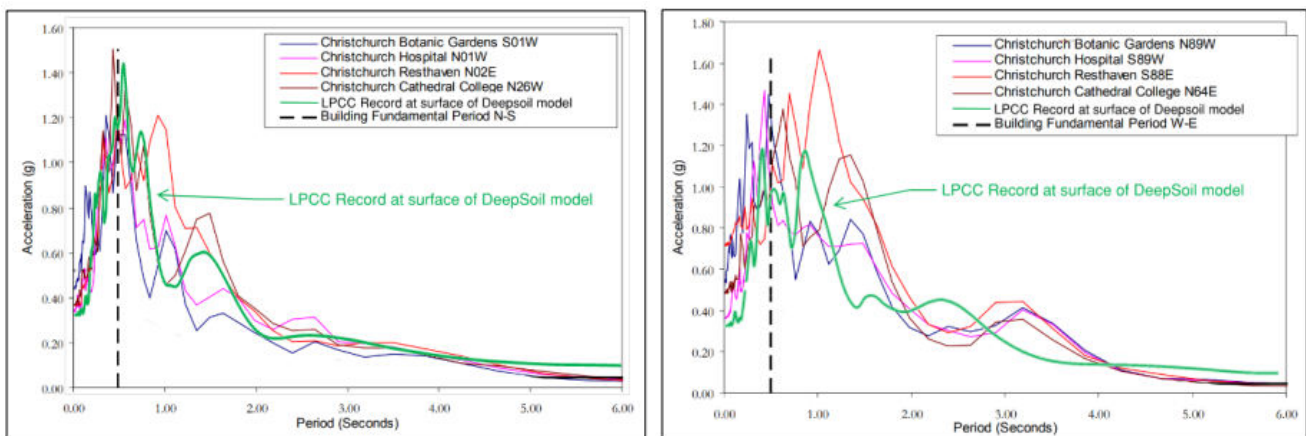 1.60
1.40
1.20
1.00
0.80
0.60
0.40
0.20
0.00
Acceleration (g)
Christchurch Botanic Gardens S01W
Christchurch Hospital N01W
Christchurch Resthaven N02E
Christchurch Cathedral College N26W
LPCC Record at surface of Deepsoil model
Building Fundamental Period N-S
LPCC Record at surface of DeepSoil model
0.00 1.00 2.00 3.00 4.00 5.00 6.00
Period (Seconds)
1.80
1.60
1.40
1.20
1.00
0.80
0.60
0.40
0.20
0.00
Acceleration (g)
Christchurch Botanic Gardens N89W
Christchurch Hospital S89W
Christchurch Resthaven S88E
Christchurch Cathedral College N64E
LPCC Record at surface of DeepSoil model
Building Fundamental Period W-E
LPCC Record at surface of DeepSoil model
0.00 1.00 2.00 3.00 4.00 5.00 6.00
Period (Seconds)